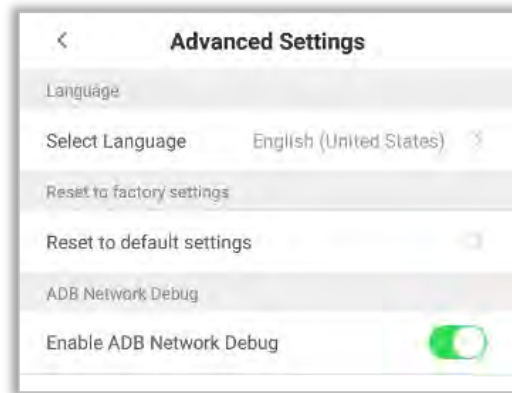 Advanced Settings
Language
Select Language English (United States)
Reset to factory settings
Reset to default settings
ADB Network Debug
Enable ADB Network Debug